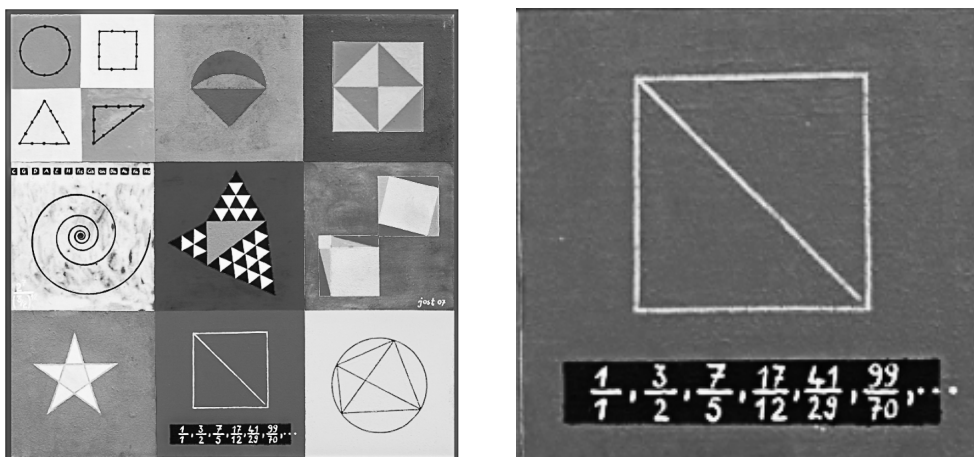 C G D A E H
jost 07
1/1, 3/2, 7/5, 17/12, 41/29, 99/70, ...
1/1, 3/2, 7/5, 17/12, 41/29, 99/70, ...